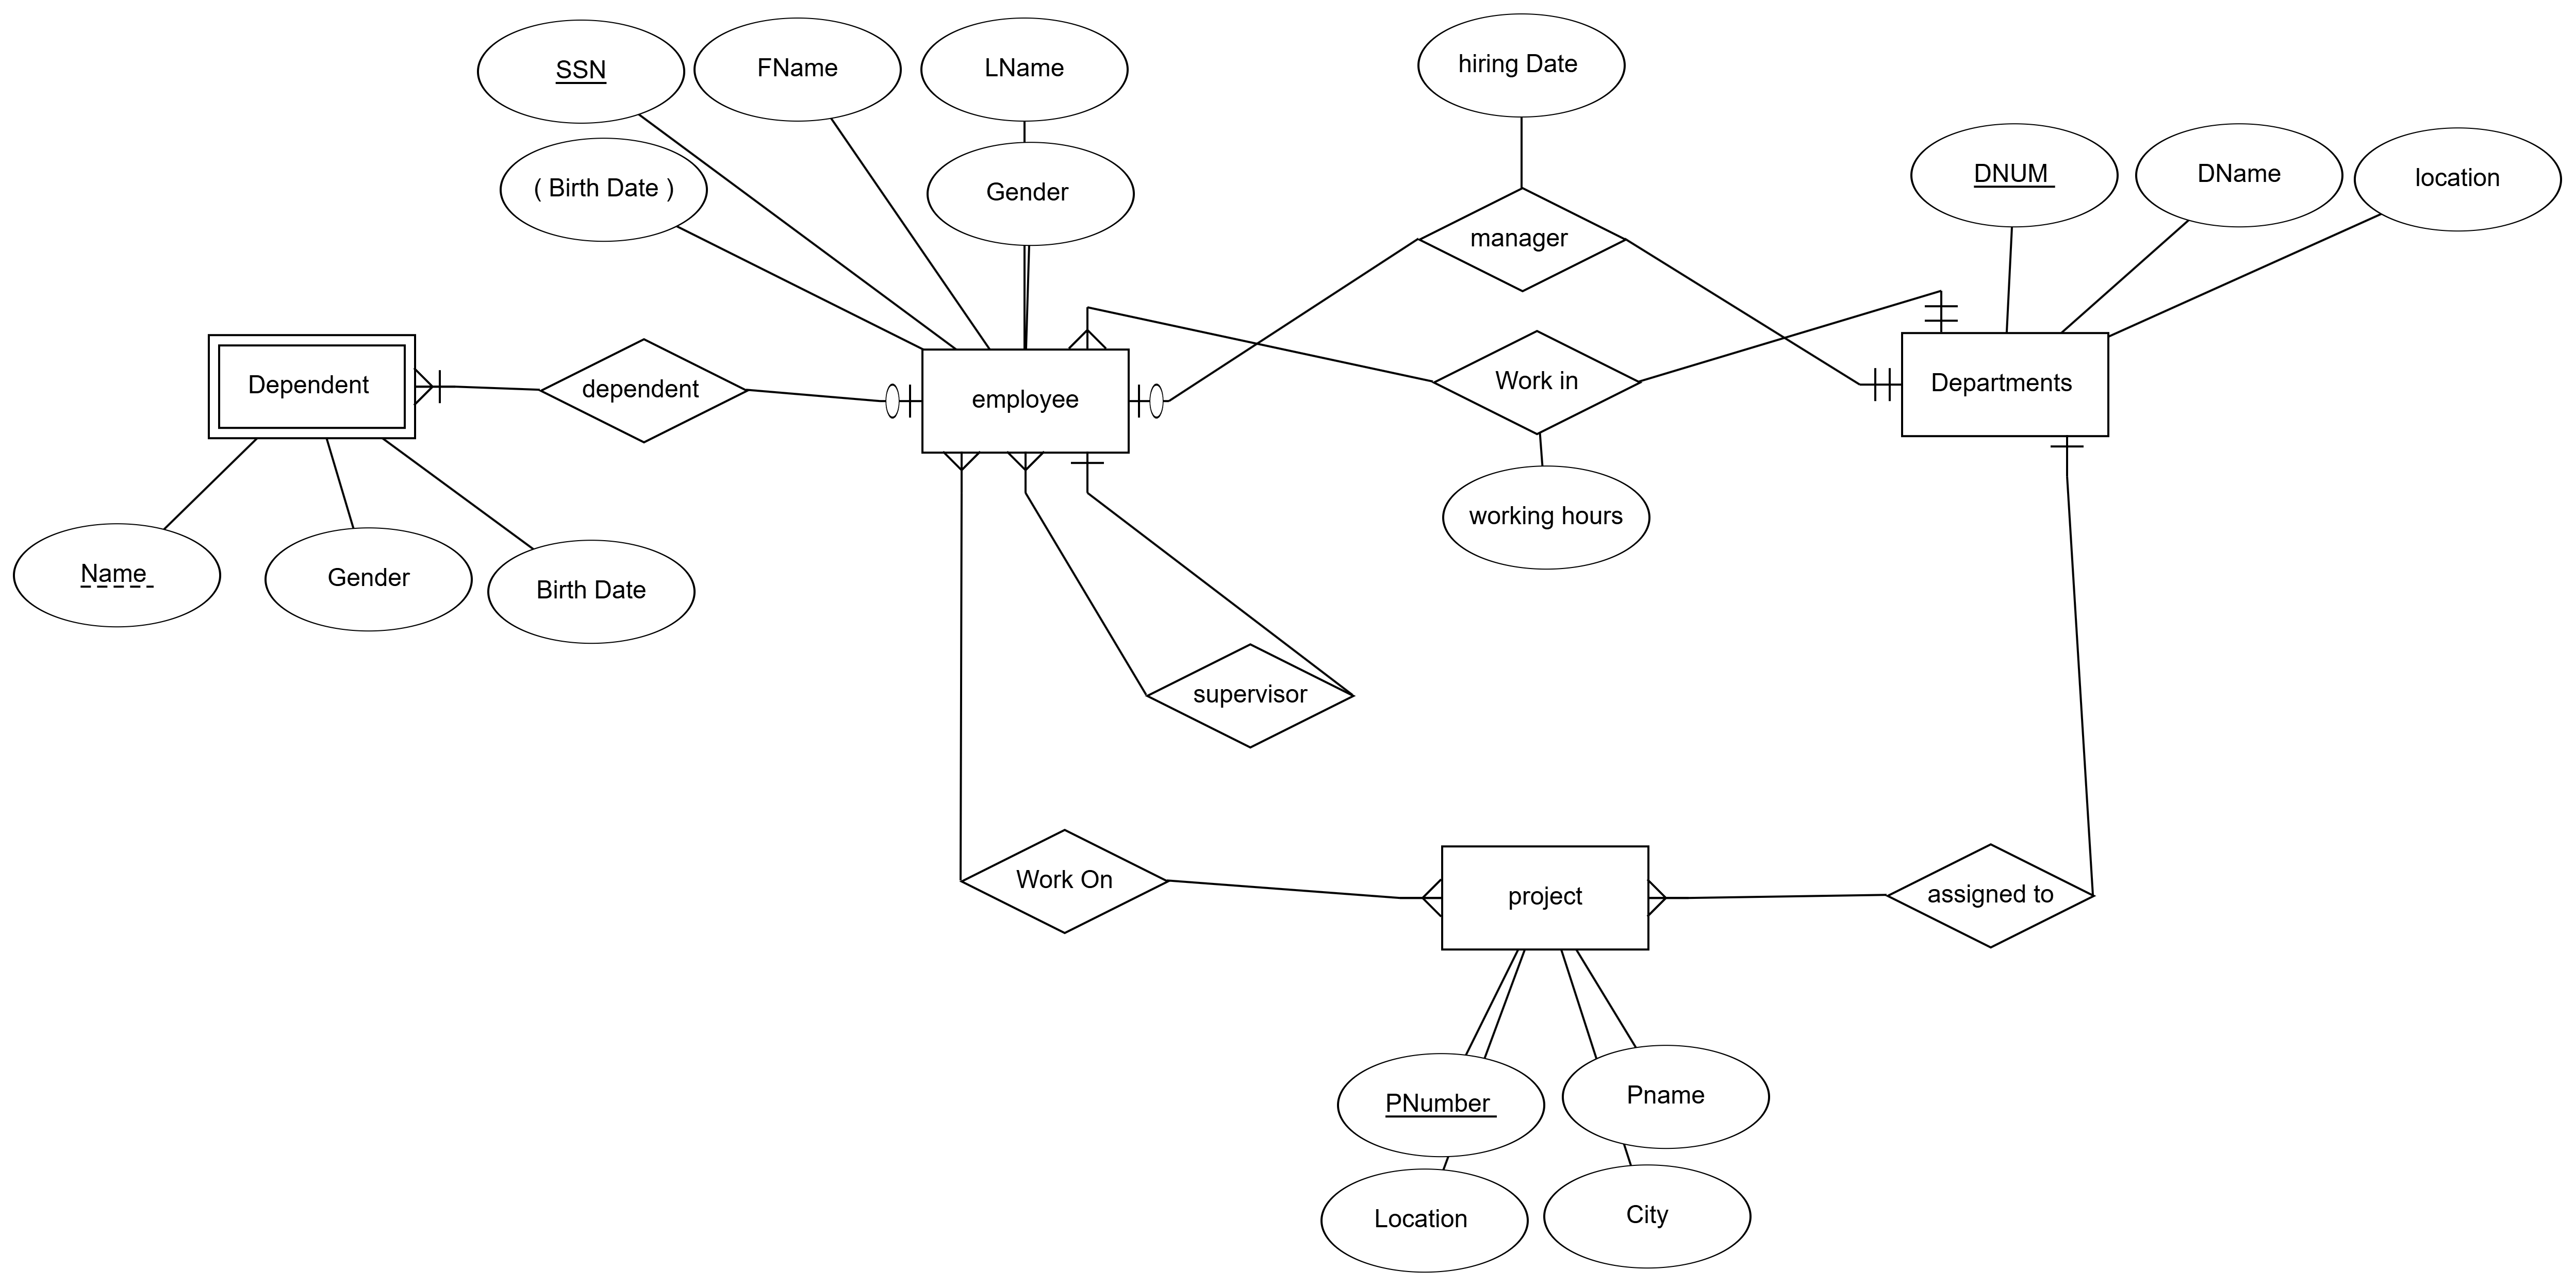 SSN
FName
LName
hiring Date
( Birth Date )
Gender
DNUM
DName
location
manager
Dependent
dependent
employee
Work in
Departments
working hours
Name
Gender
Birth Date
supervisor
Work On
project
assigned to
PNumber
Pname
Location
City